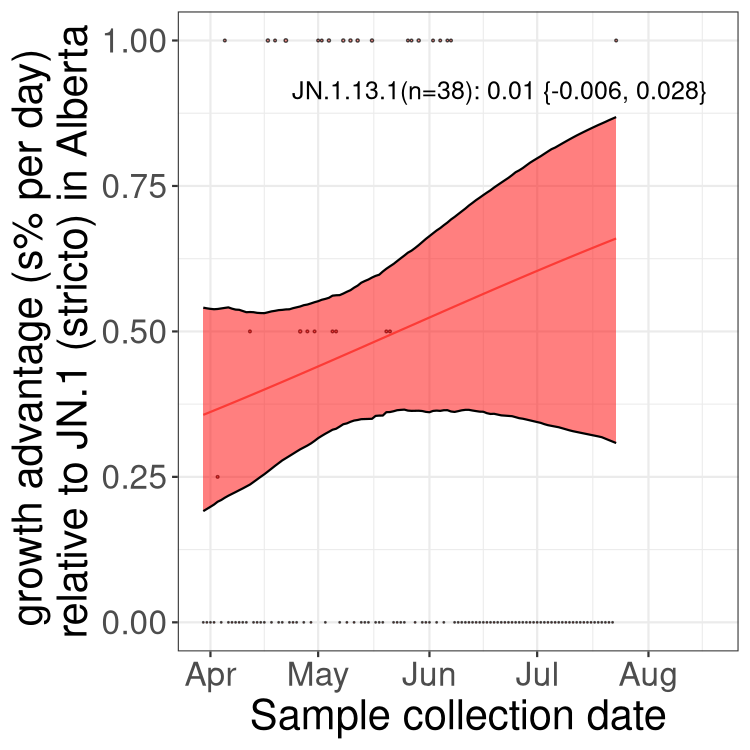 growth advantage (s% per day)
relative to JN.1 (stricto) in Alberta
1.00
0.75
0.50
0.25
0.00
JN.1.13.1(n=38): 0.01 {-0.006, 0.028}
Apr May Jun Jul Aug
Sample collection date